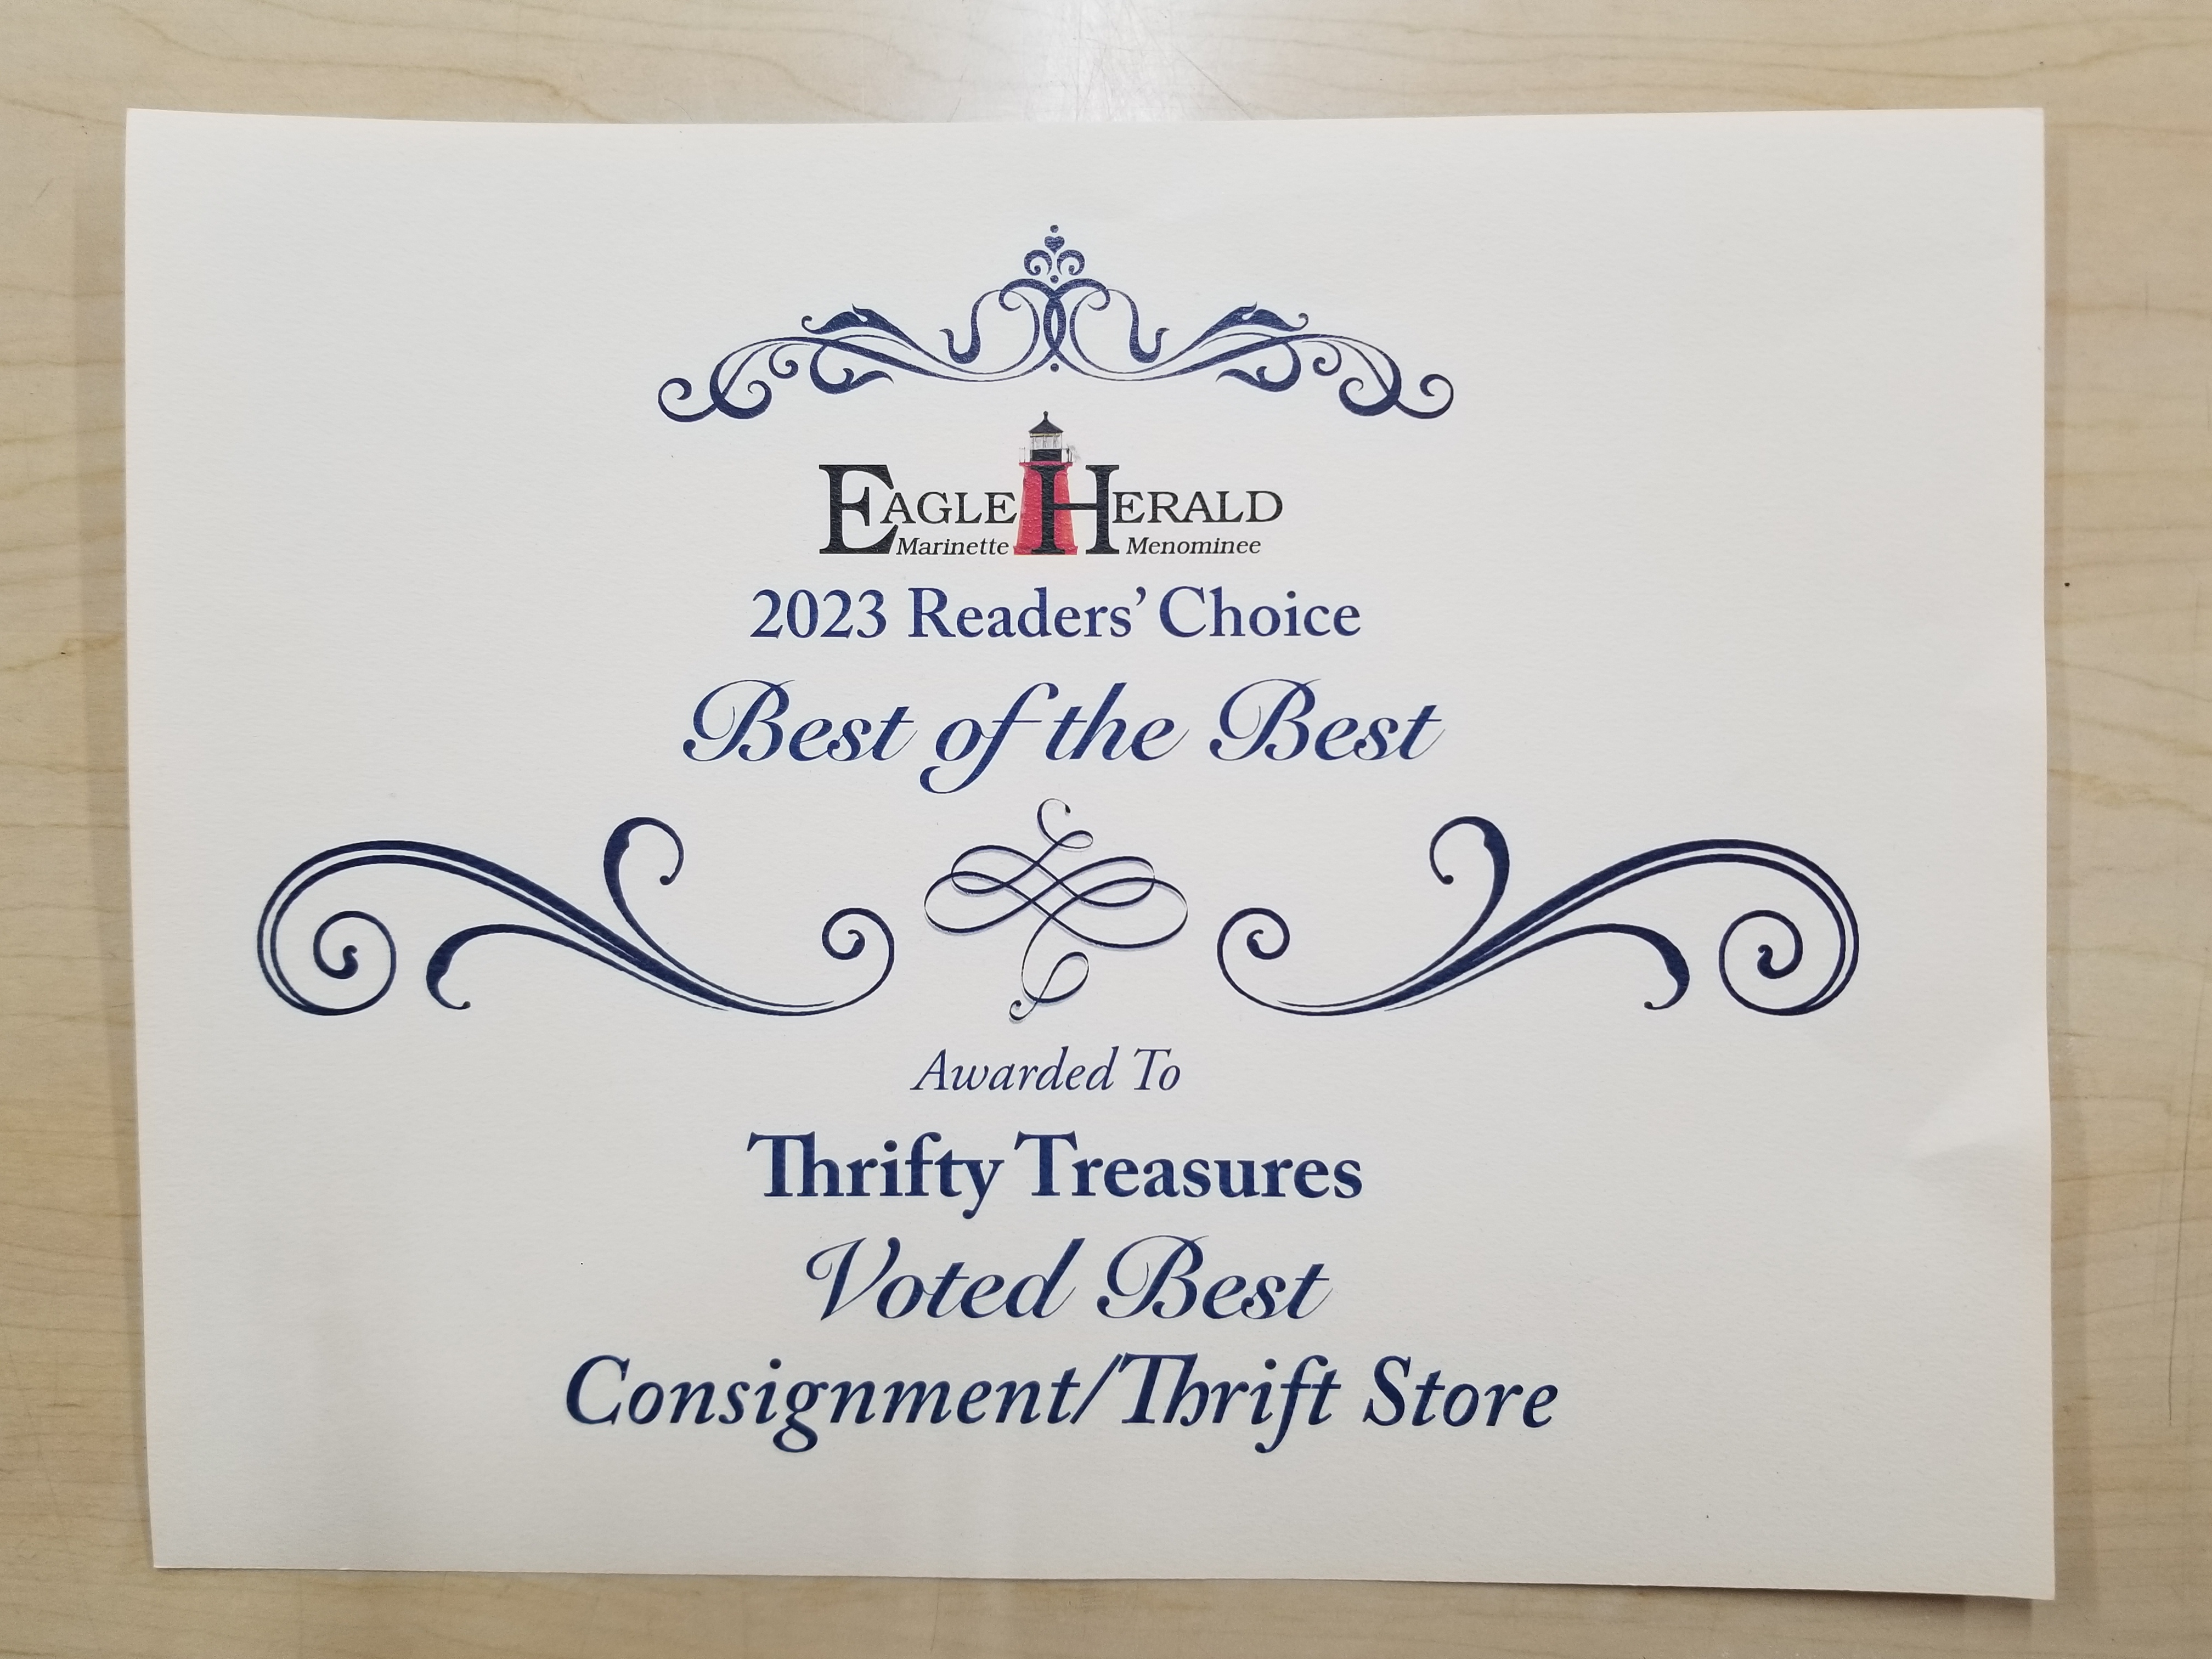 EAGLE HERALD
Marinette Menominee
2023 Readers’ Choice
Best of the Best
Awarded To
Thrifty Treasures
Voted Best
Consignment/Thrift Store